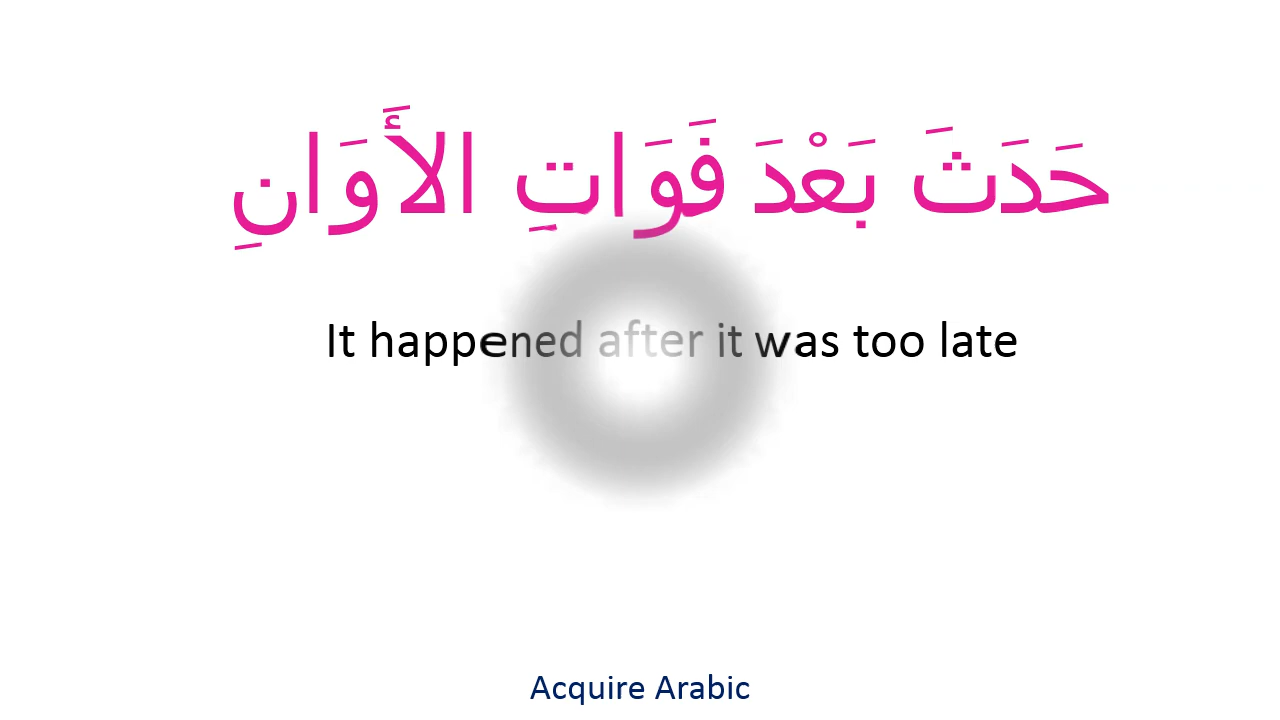 حَدَثَ بَعْدَ فَوَاتِ الأَوَانِ
It happened after it was too late
Acquire Arabic